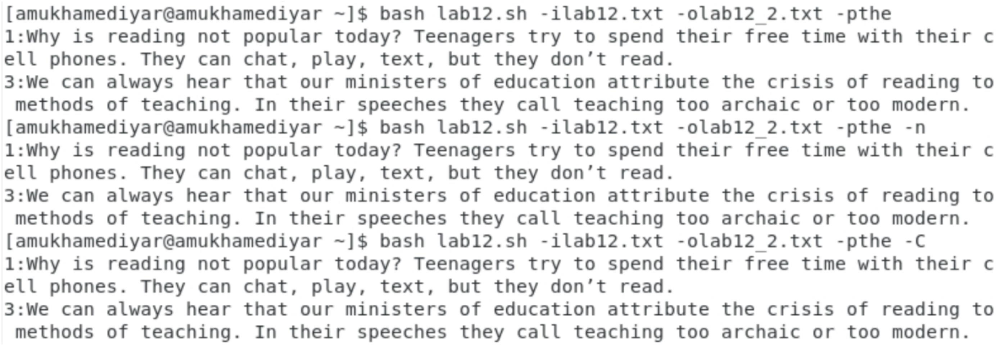 [amukhamediyar@amukhamediyar ~]$ bash lab12.sh -ilab12.txt -olab12_2.txt -pthe
1:Why is reading not popular today? Teenagers try to spend their free time with their c
ell phones. They can chat, play, text, but they don’t read.
3:We can always hear that our ministers of education attribute the crisis of reading to
 methods of teaching. In their speeches they call teaching too archaic or too modern.
[amukhamediyar@amukhamediyar ~]$ bash lab12.sh -ilab12.txt -olab12_2.txt -pthe -n
1:Why is reading not popular today? Teenagers try to spend their free time with their c
ell phones. They can chat, play, text, but they don’t read.
3:We can always hear that our ministers of education attribute the crisis of reading to
 methods of teaching. In their speeches they call teaching too archaic or too modern.
[amukhamediyar@amukhamediyar ~]$ bash lab12.sh -ilab12.txt -olab12_2.txt -pthe -C
1:Why is reading not popular today? Teenagers try to spend their free time with their c
ell phones. They can chat, play, text, but they don’t read.
3:We can always hear that our ministers of education attribute the crisis of reading to
 methods of teaching. In their speeches they call teaching too archaic or too modern.